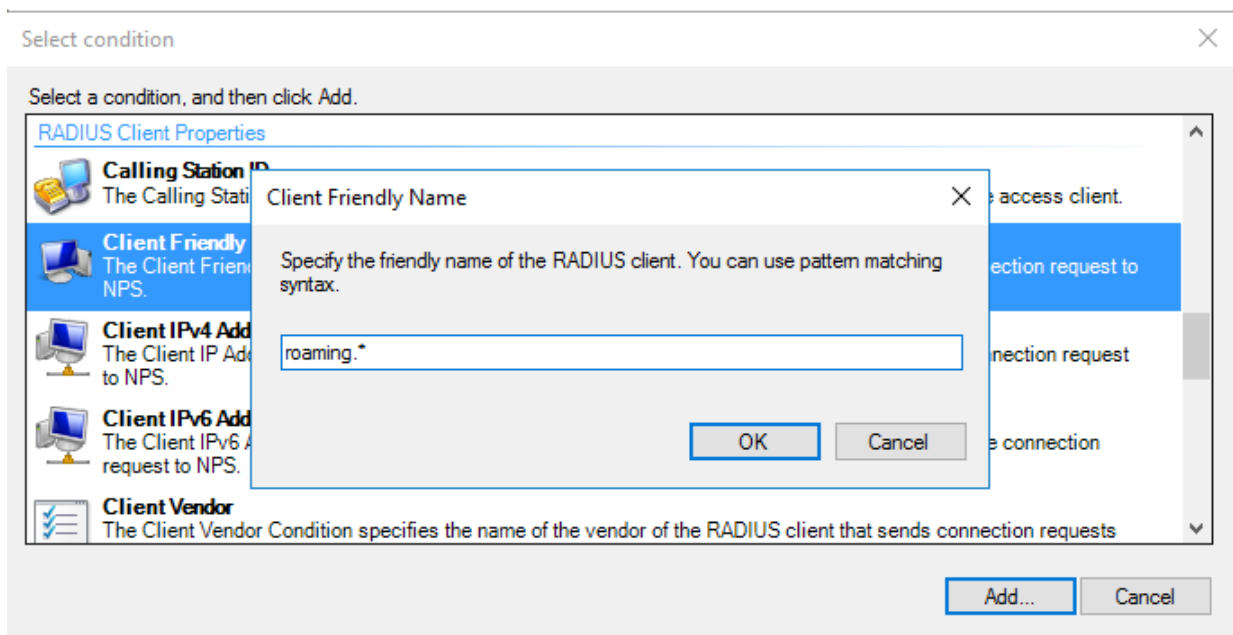 Select condition
Select a condition, and then click Add.
RADIUS Client Properties
Calling Station ID
The Calling Stati
e access client.
Client Friendly
The Client Friend
ection request to
NPS.
Client IPv4 Add
The Client IP Add
nnection request
to NPS.
Client IPv6 Add
The Client IPv6 A
e connection
request to NPS.
Client Vendor
The Client Vendor Condition specifies the name of the vendor of the RADIUS client that sends connection requests
Client Friendly Name
Specify the friendly name of the RADIUS client. You can use pattern matching
syntax.
roaming.*
OK
Cancel
Add...
Cancel